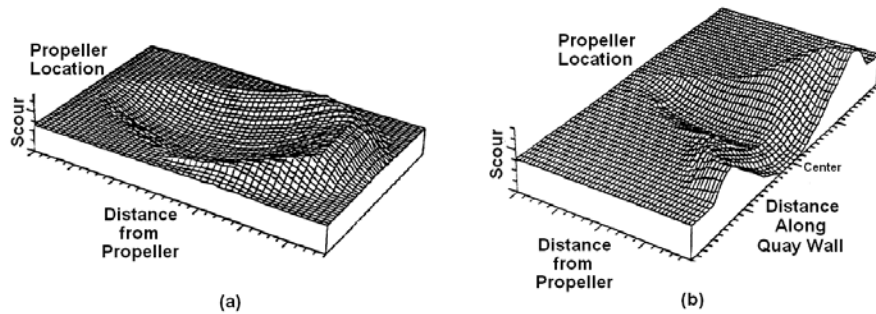 Propeller
Location
Scour
Distance
from
Propeller
(a)
Propeller
Location
Scour
Center
Distance
Along
Quay Wall
Distance
from
Propeller
(b)